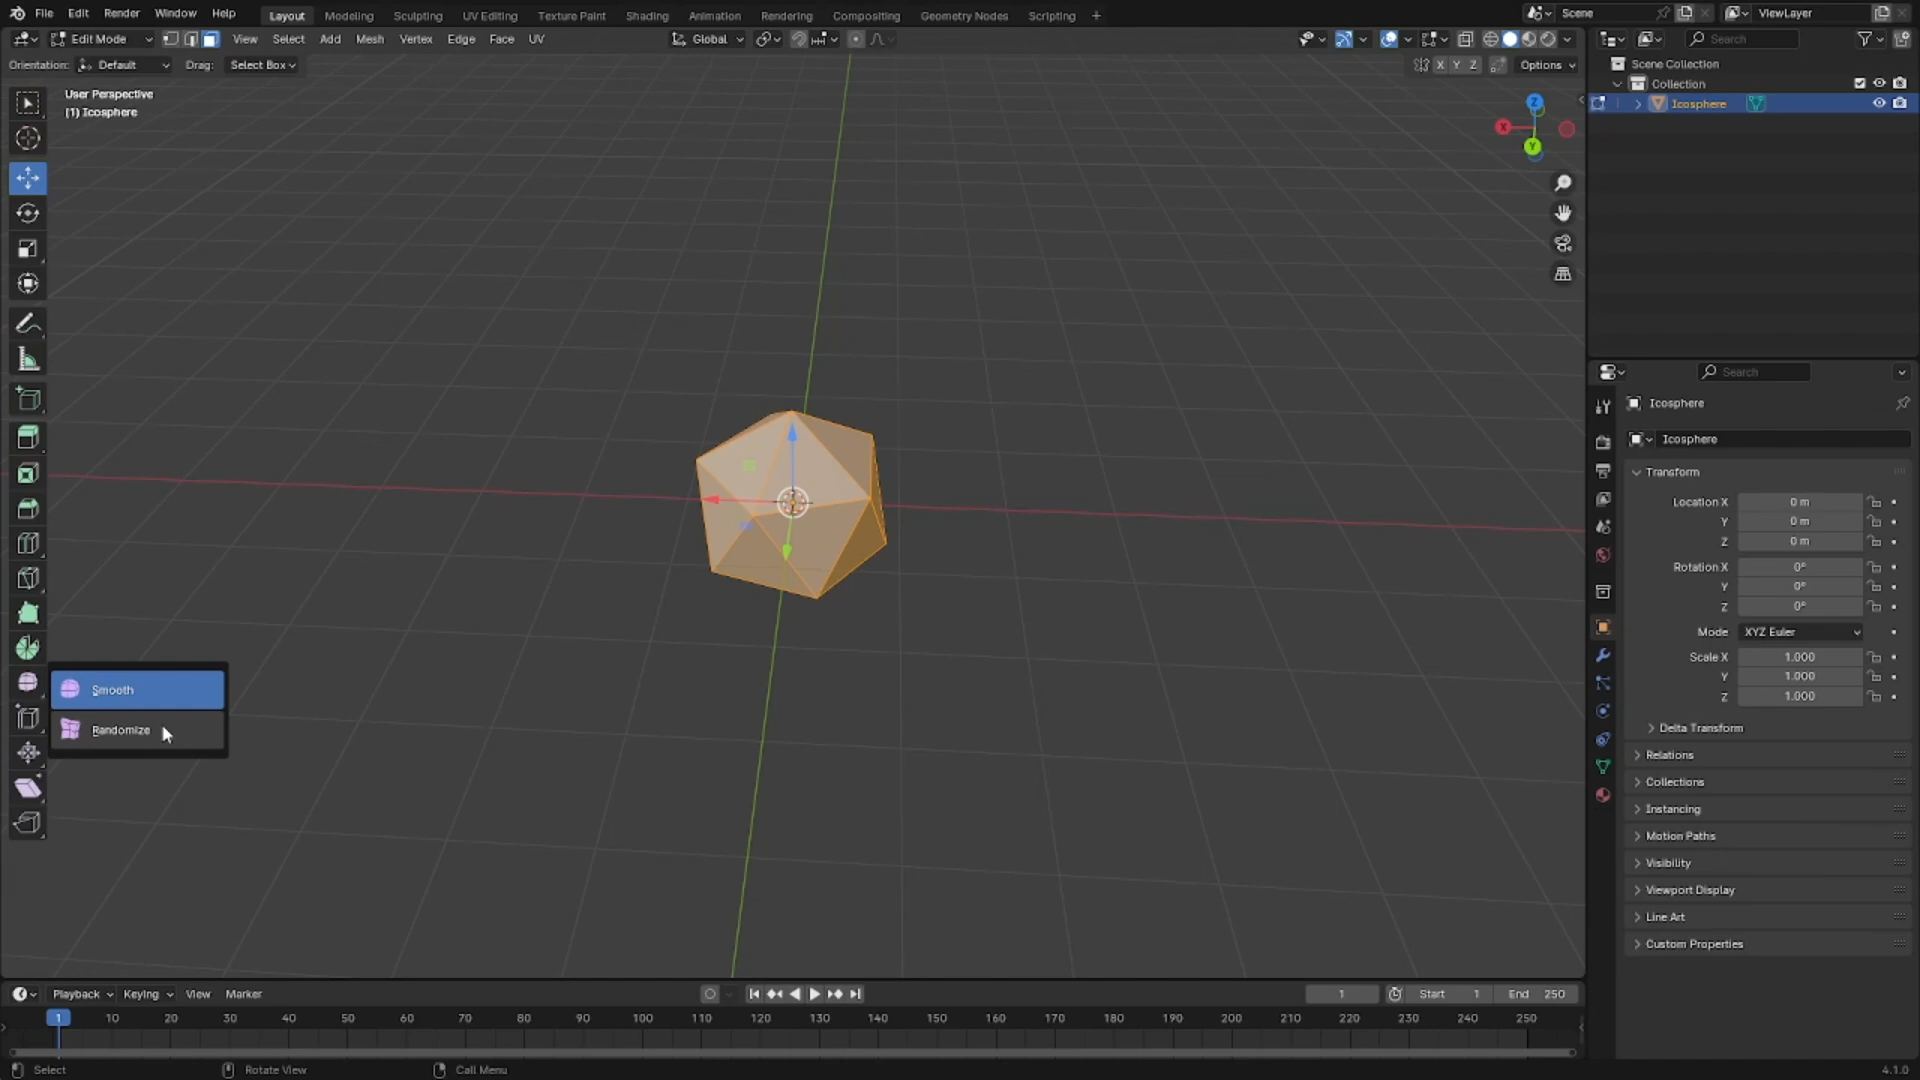 File Edit Render Window Help Layout Modeling Sculpting UV Editing Texture Paint Shading Animation Rendering Compositing Geometry Nodes Scripting + Scene ViewLayer
Edit Mode View Select Add Mesh Vertex Edge Face UV Global Search
Orientation: Default Drag: Select Box X Y Z Options
Scene Collection
Collection
Icosphere
User Perspective
(1) Icosphere
Z
X
Y
Search
Icosphere
Icosphere
Transform
Location X 0 m
Y 0 m
Z 0 m
Rotation X 0°
Y 0°
Z 0°
Mode XYZ Euler
Scale X 1.000
Y 1.000
Z 1.000
Delta Transform
Relations
Collections
Instancing
Motion Paths
Visibility
Viewport Display
Line Art
Custom Properties
Smooth
Randomize
Playback Keying View Marker 1 Start 1 End 250
1 10 20 30 40 50 60 70 80 90 100 110 120 130 140 150 160 170 180 190 200 210 220 230 240 250
Select Rotate View Call Menu 4.1.0